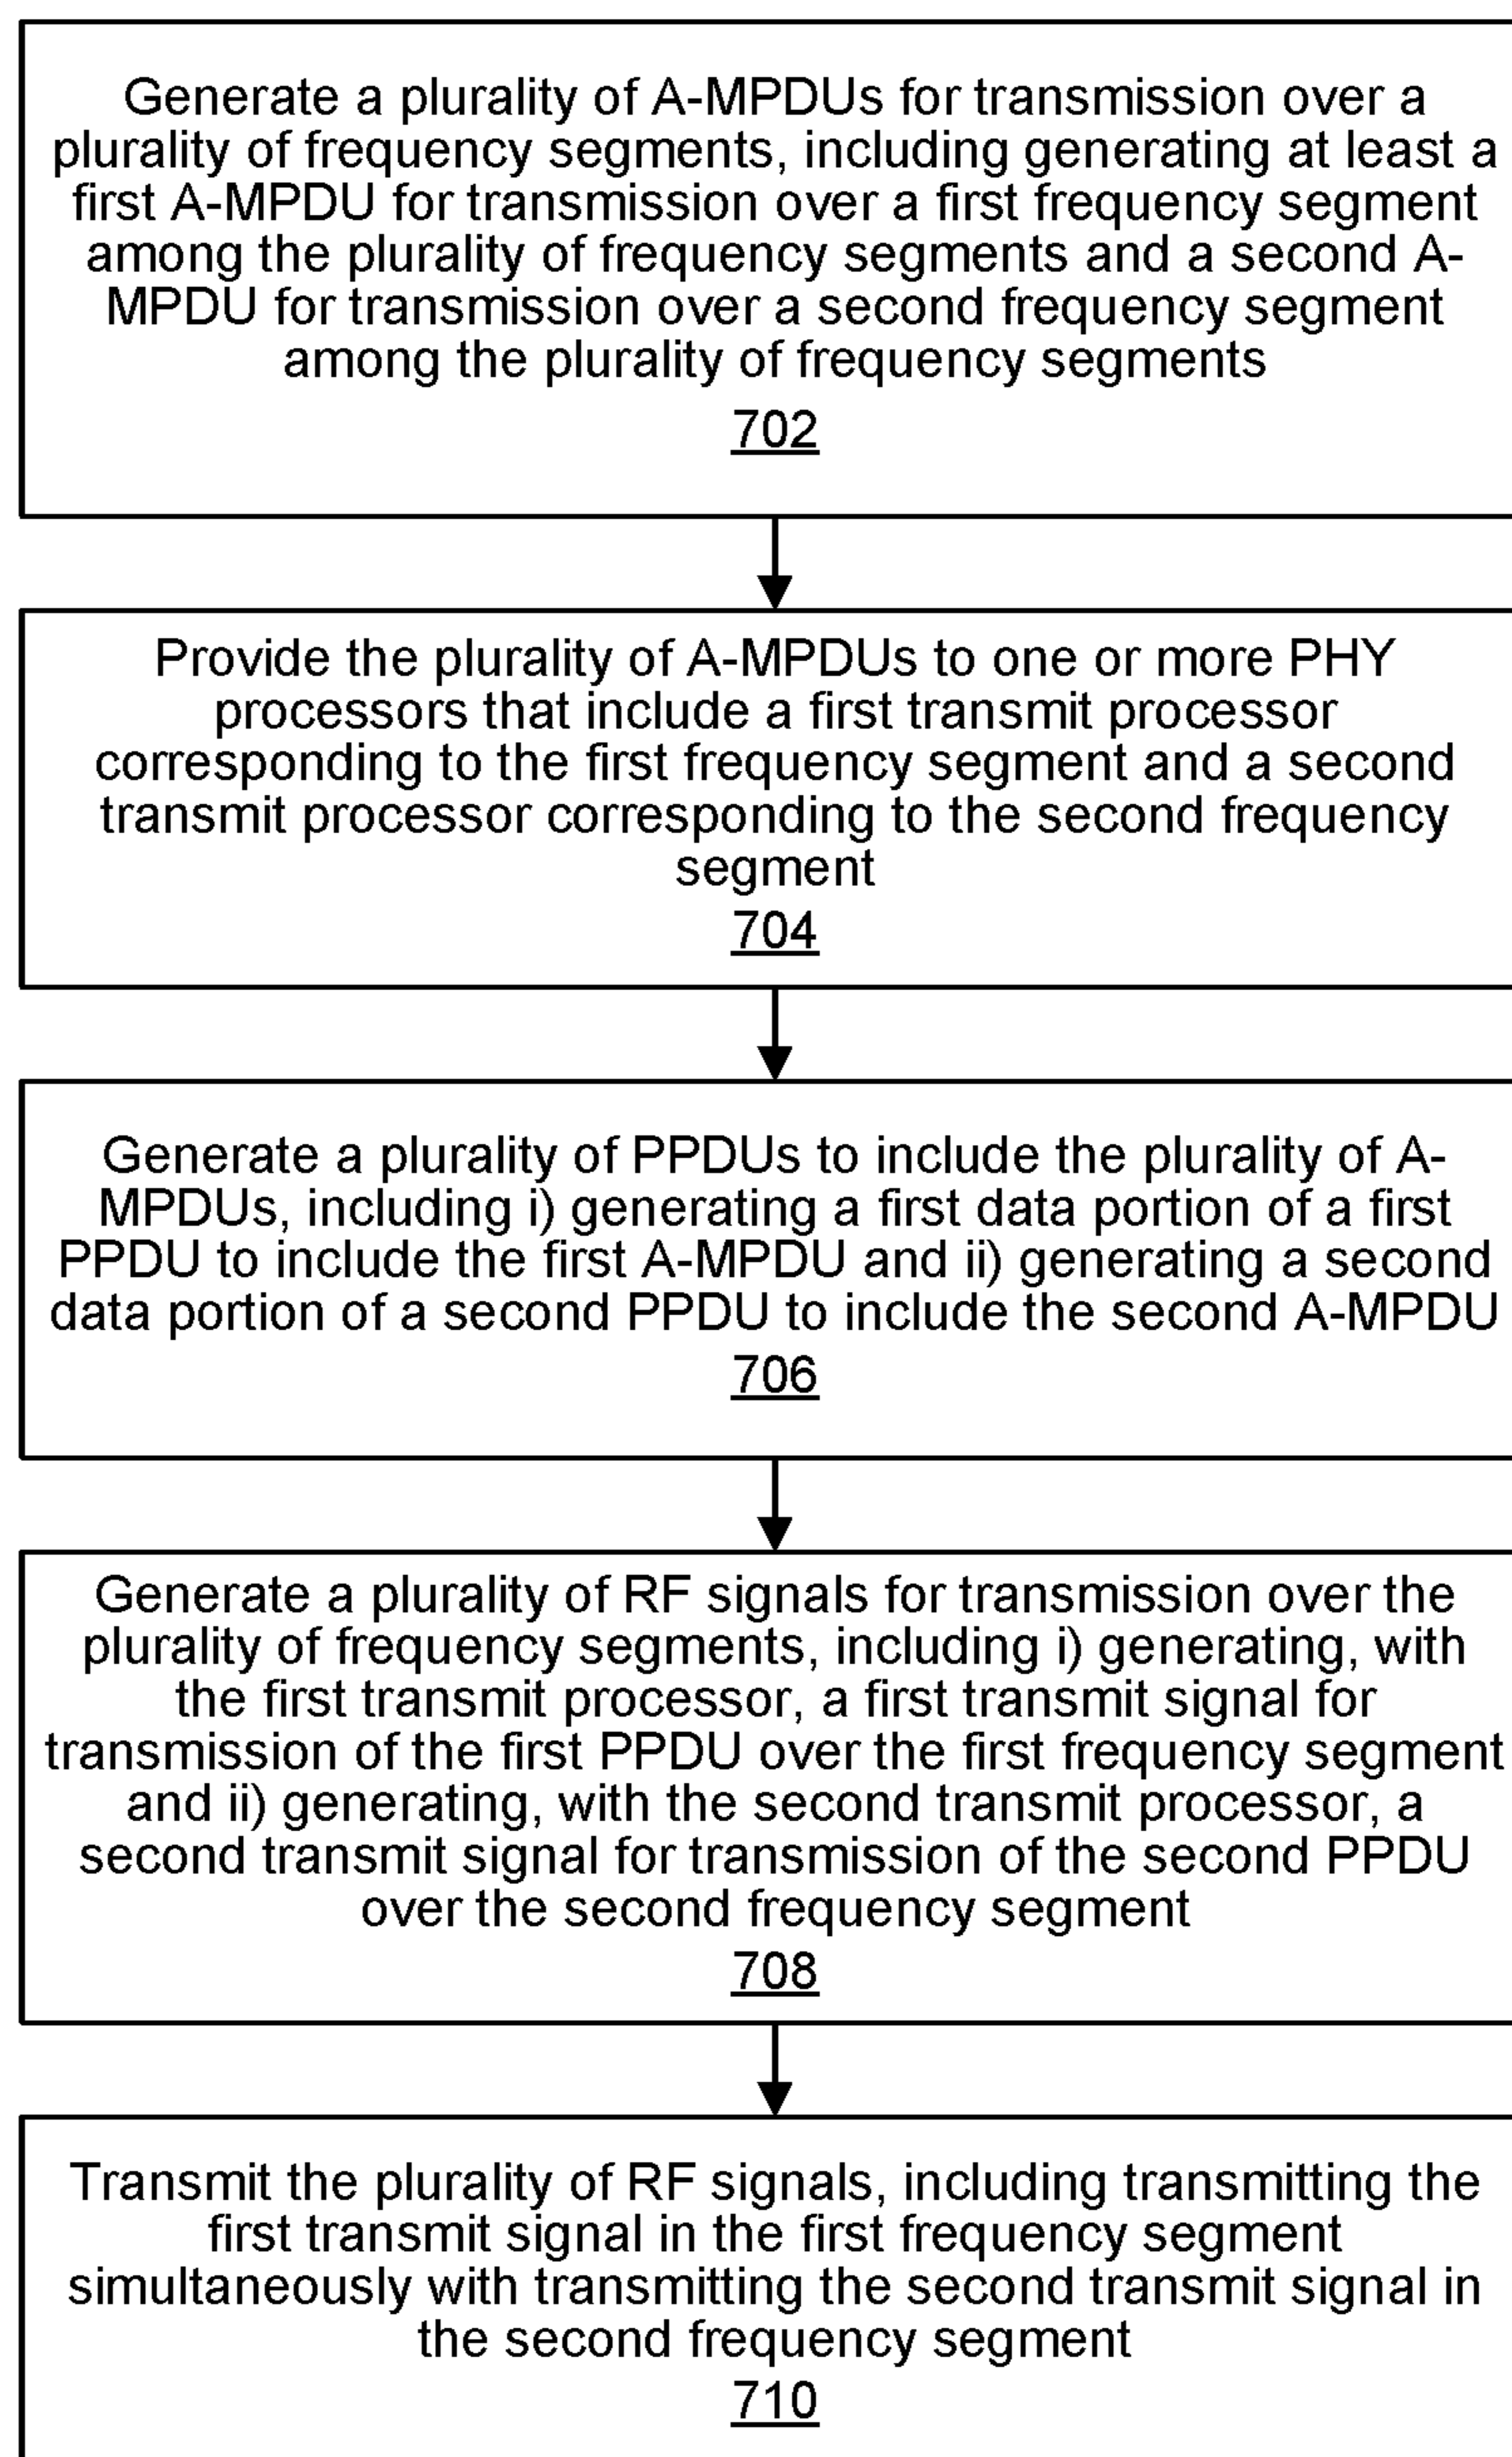 Generate a plurality of A-MPDUs for transmission over a
plurality of frequency segments, including generating at least a
first A-MPDU for transmission over a first frequency segment
among the plurality of frequency segments and a second A-
MPDU for transmission over a second frequency segment
among the plurality of frequency segments
702
Provide the plurality of A-MPDUs to one or more PHY
processors that include a first transmit processor
corresponding to the first frequency segment and a second
transmit processor corresponding to the second frequency
segment
704
Generate a plurality of PPDUs to include the plurality of A-
MPDUs, including i) generating a first data portion of a first
PPDU to include the first A-MPDU and ii) generating a second
data portion of a second PPDU to include the second A-MPDU
706
Generate a plurality of RF signals for transmission over the
plurality of frequency segments, including i) generating, with
the first transmit processor, a first transmit signal for
transmission of the first PPDU over the first frequency segment
and ii) generating, with the second transmit processor, a
second transmit signal for transmission of the second PPDU
over the second frequency segment
708
Transmit the plurality of RF signals, including transmitting the
first transmit signal in the first frequency segment
simultaneously with transmitting the second transmit signal in
the second frequency segment
710